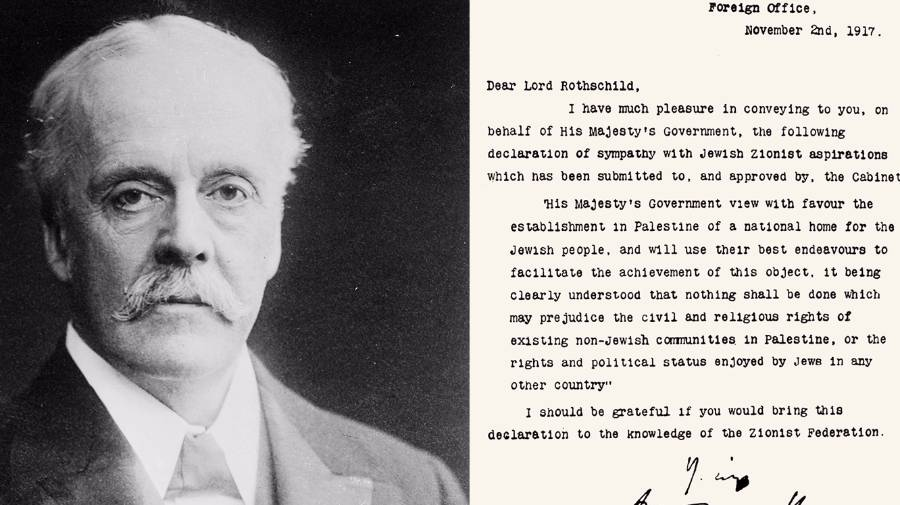 Foreign Office,
November 2nd, 1917.
Dear Lord Rothschild,
I have much pleasure in conveying to you, on
behalf of His Majesty's Government, the following
declaration of sympathy with Jewish Zionist aspirations
which has been submitted to, and approved by, the Cabinet
"His Majesty's Government view with favour the
establishment in Palestine of a national home for the
Jewish people, and will use their best endeavours to
facilitate the achievement of this object, it being
clearly understood that nothing shall be done which
may prejudice the civil and religious rights of
existing non-Jewish communities in Palestine, or the
rights and political status enjoyed by Jews in any
other country"
I should be grateful if you would bring this
declaration to the knowledge of the Zionist Federation.